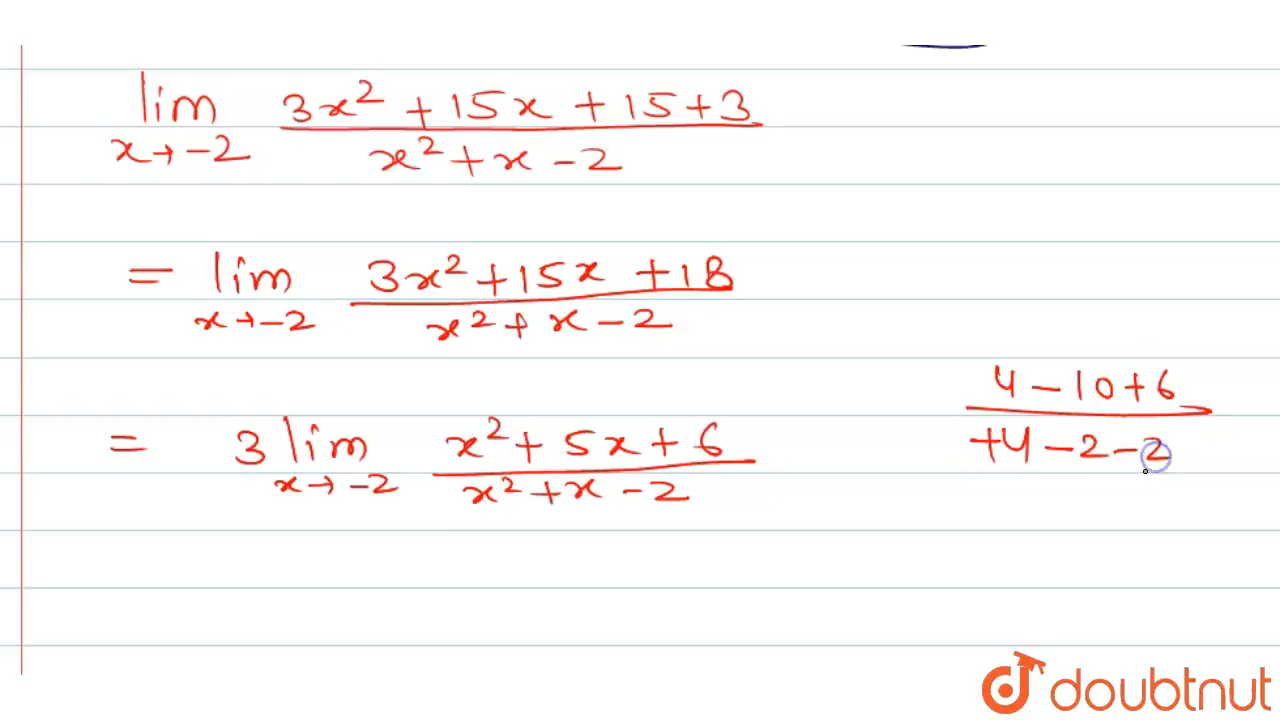 lim x→-2 (3x² + 15x + 15 + 3) / (x² + x - 2)
= lim x→-2 (3x² + 15x + 18) / (x² + x - 2)
= 3 lim x→-2 (x² + 5x + 6) / (x² + x - 2)
(4 - 10 + 6) / (+4 - 2 - 2)
doubtnut